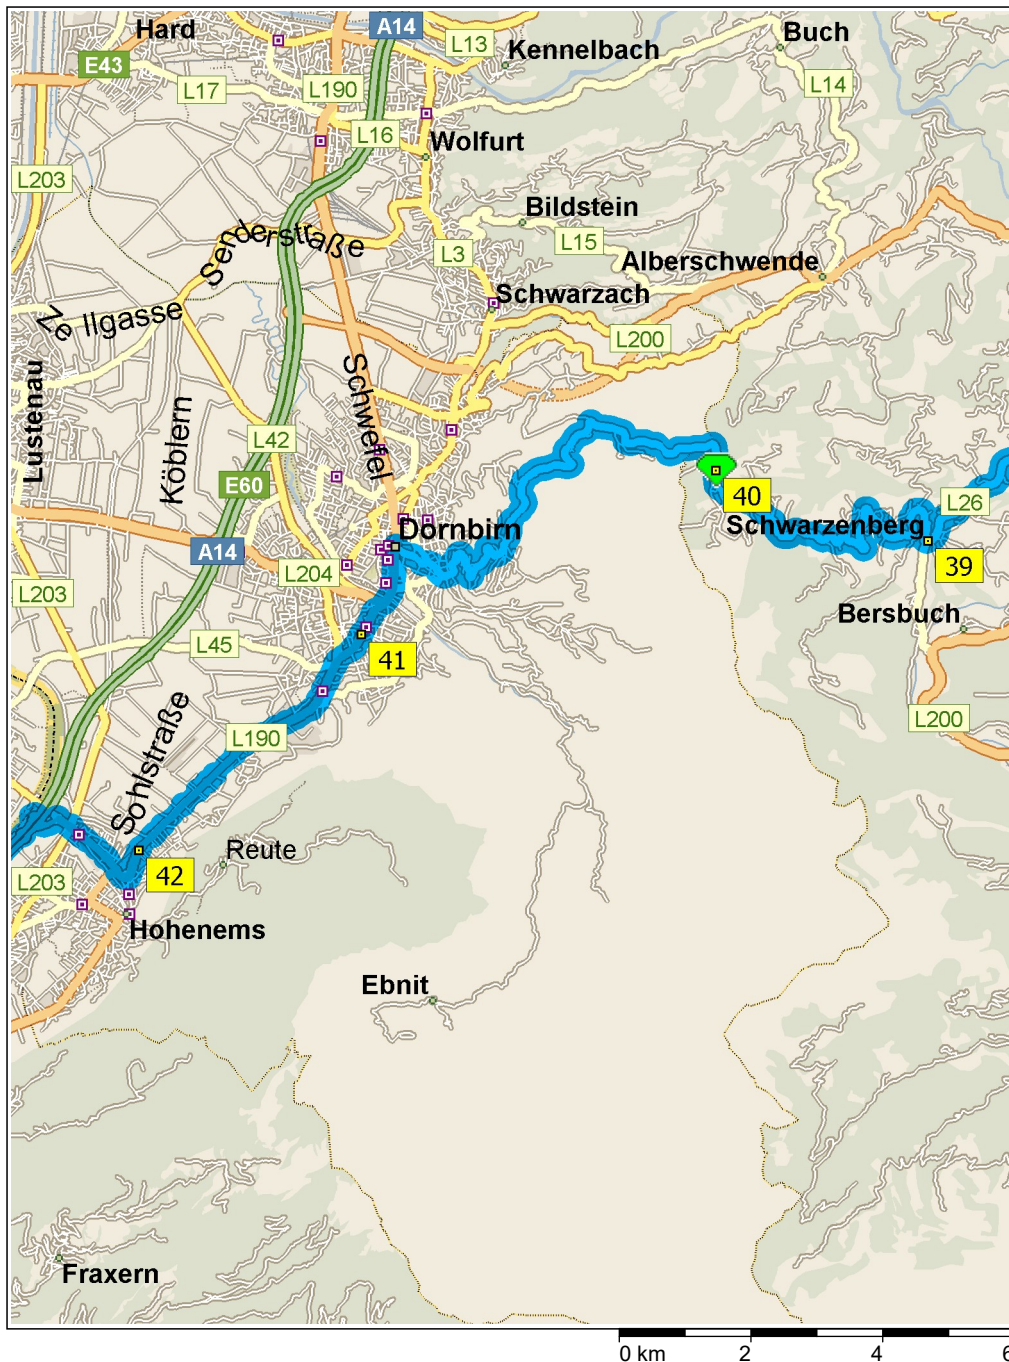 Hard
A14
L13
Kennelbach
Buch
E43
L17
L190
L14
L16
Wolfurt
L203
Bildstein
Senderstraße
L3
L15
Alberschwende
Schwarzach
Ze llgasse
L200
Lustenau
Schwefel
Köblern
L42
E60
40
L26
Schwarzenberg
Dornbirn
A14
39
L204
L203
Bersbuch
L45
41
Sohlstraße
L190
L200
Reute
42
L203
Hohenems
Ebnit
Fraxern
0 km 2 4 6